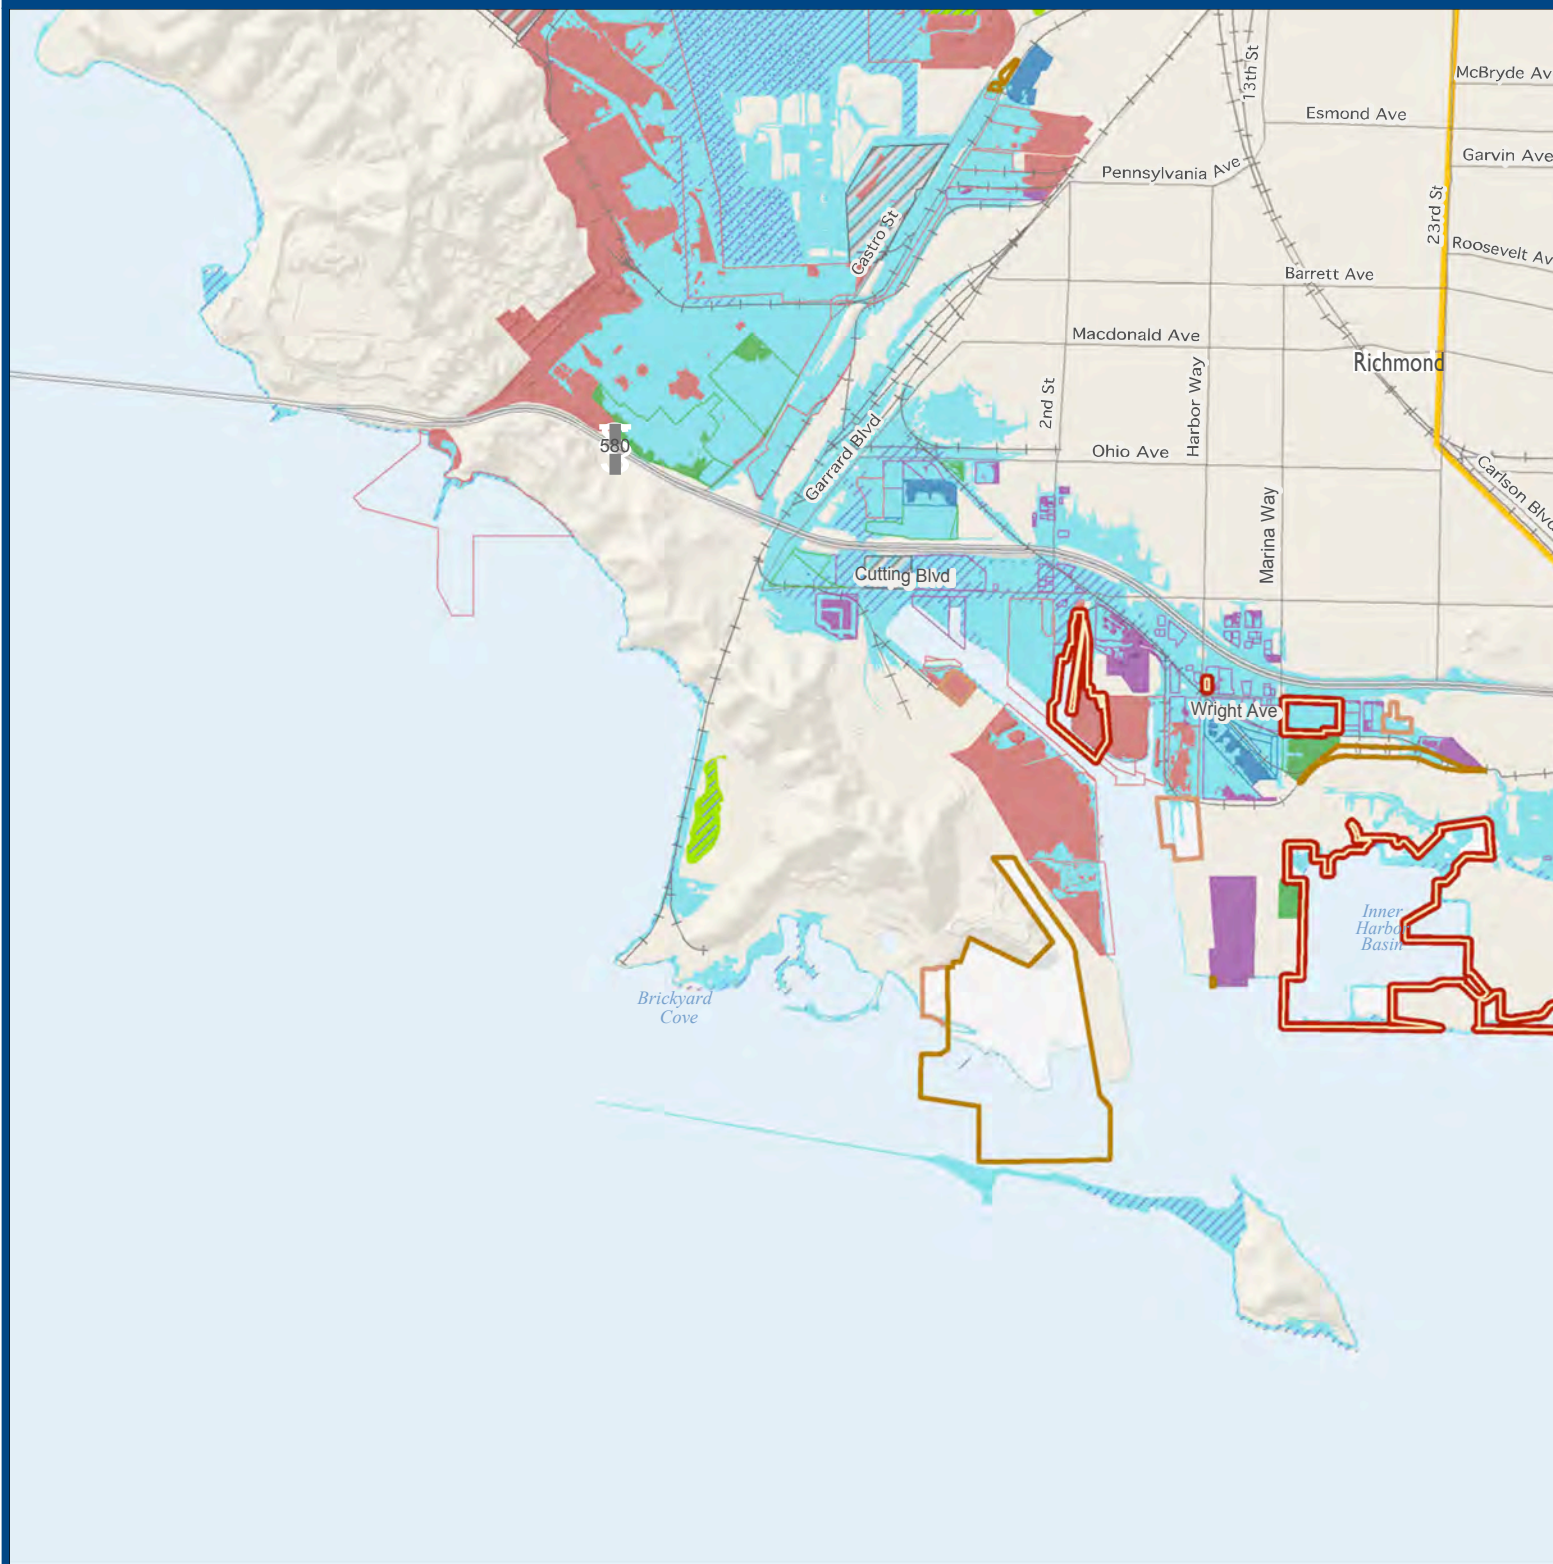 13th St
McBryde Av
Esmond Ave
Garvin Ave
Pennsylvania Ave
23rd St
Castro St
Roosevelt Av
Barrett Ave
Macdonald Ave
Richmond
Harbor Way
2nd St
580
Garrard Blvd
Ohio Ave
Carlson Blvd
Marina Way
Cutting Blvd
Wright Ave
Inner
Harbor
Basin
Brickyard
Cove